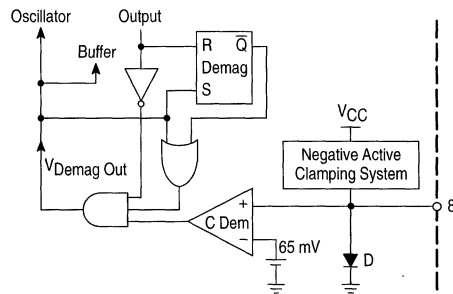 Oscillator
Output
Buffer
R Q̅
Demag
S
VDemag Out
VCC
Negative Active
Clamping System
8
+
C Dem
–
65 mV
D